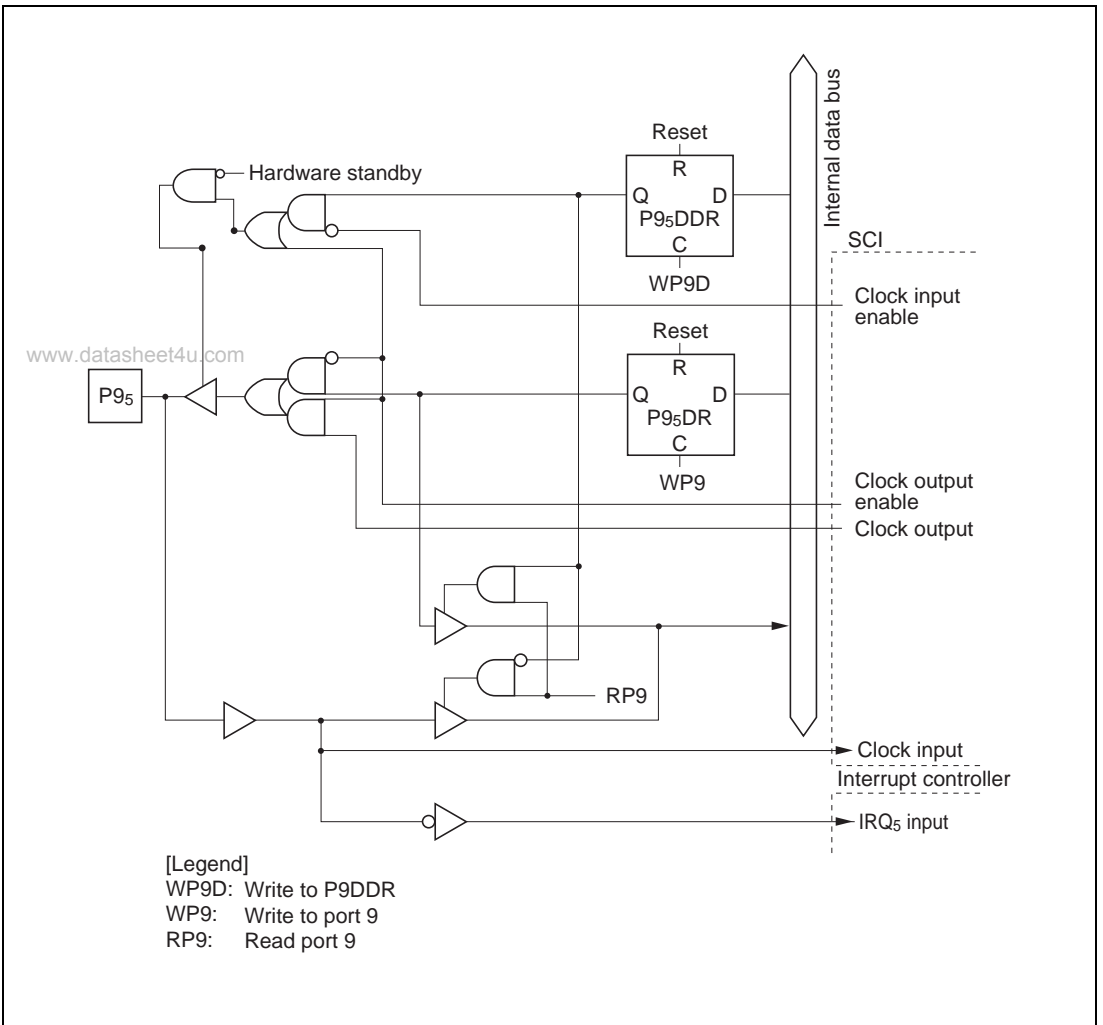 Internal data bus
Reset
R
Hardware standby
Q D
P9₅DDR
C
SCI
WP9D
Clock input
enable
Reset
www.datasheet4u.com
R
P9₅
Q D
P9₅DR
C
WP9
Clock output
enable
Clock output
RP9
Clock input
Interrupt controller
IRQ₅ input
[Legend]
WP9D: Write to P9DDR
WP9: Write to port 9
RP9: Read port 9